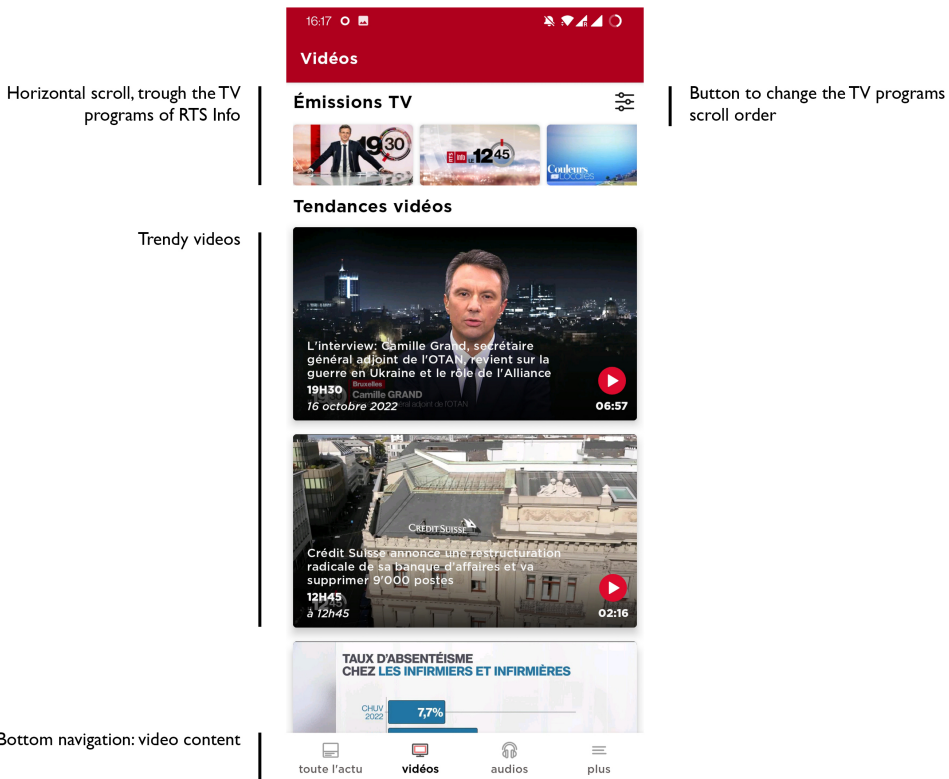 16:17
Vidéos
Horizontal scroll, trough the TV
programs of RTS Info
Émissions TV
Button to change the TV programs
scroll order
19 30
RTS info LE 12 45
Couleurs
LOCALES
Tendances vidéos
Trendy videos
L'interview: Camille Grand, secrétaire
général adjoint de l'OTAN, revient sur la
guerre en Ukraine et le rôle de l'Alliance
Bruxelles
19H30
Camille GRAND
16 octobre 2022
06:57
CREDIT SUISSE
Crédit Suisse annonce une restructuration
radicale de sa banque d'affaires et va
supprimer 9'000 postes
12H45
à 12h45
02:16
TAUX D'ABSENTÉISME
CHEZ LES INFIRMIERS ET INFIRMIÈRES
CHUV
2022
7,7%
Bottom navigation: video content
toute l'actu
vidéos
audios
plus